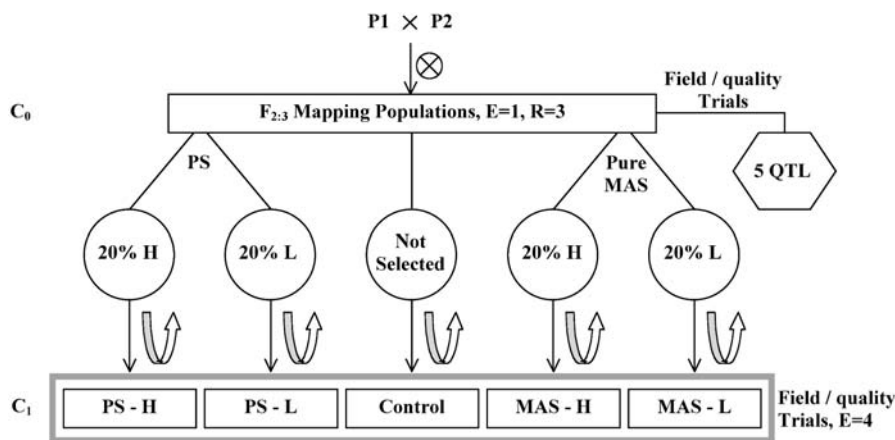 P1 × P2
Field / quality
Trials
C₀
F₂:₃ Mapping Populations, E=1, R=3
PS
Pure
MAS
5 QTL
20% H
20% L
Not
Selected
20% H
20% L
C₁
PS - H
PS - L
Control
MAS - H
MAS - L
Field / quality
Trials, E=4